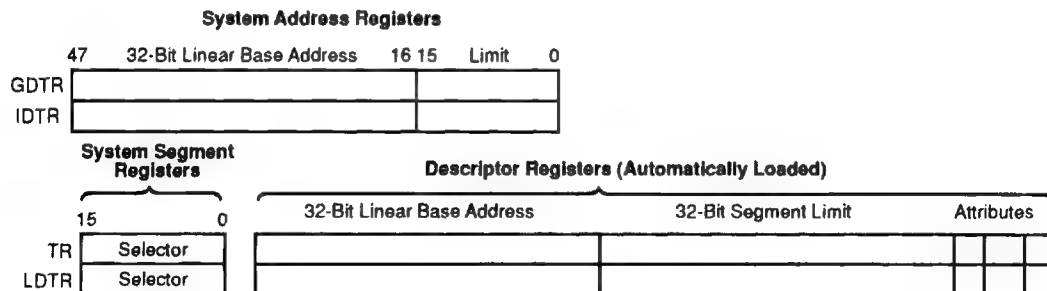 System Address Registers
47 32-Bit Linear Base Address 16 15 Limit 0
GDTR
IDTR
System Segment
Registers
Descriptor Registers (Automatically Loaded)
15 0
32-Bit Linear Base Address 32-Bit Segment Limit Attributes
TR Selector
LDTR Selector